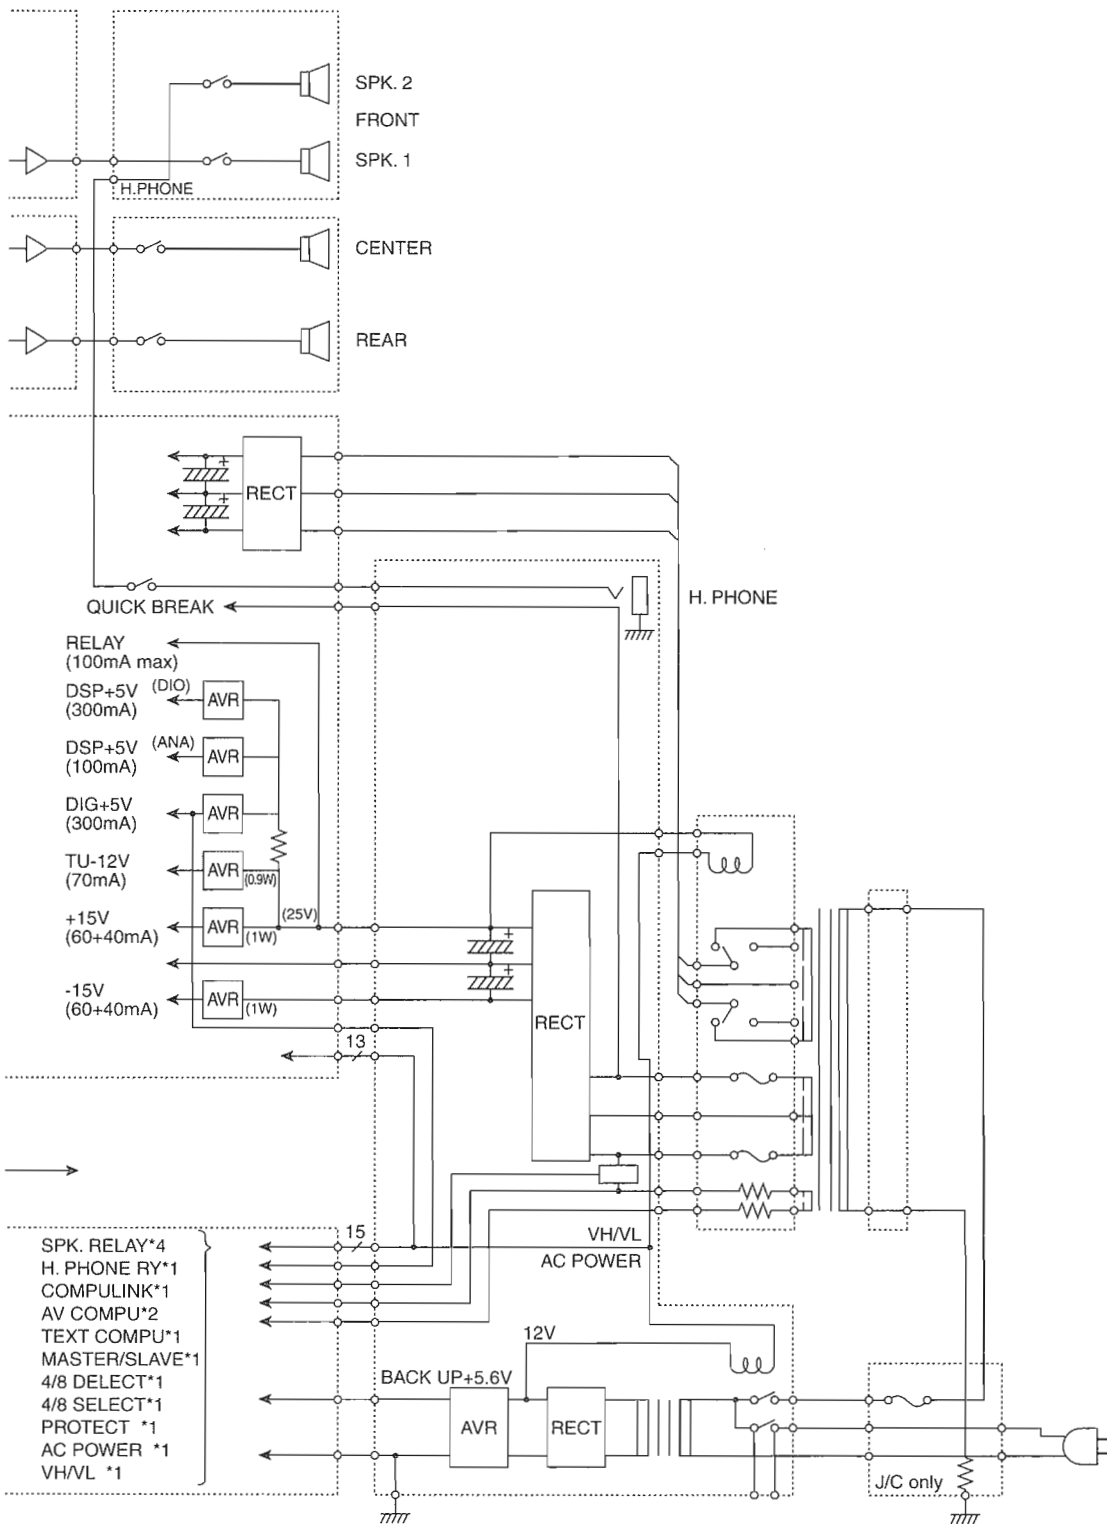 SPK. 2
FRONT
SPK. 1
H.PHONE
CENTER
REAR
+
RECT
+
QUICK BREAK
H. PHONE
RELAY
(100mA max)
DSP+5V (DIO)
(300mA)
AVR
DSP+5V (ANA)
(100mA)
AVR
DIG+5V
(300mA)
AVR
TU-12V
(70mA)
AVR
(0.9W)
+15V
(60+40mA)
AVR
(1W)
(25V)
+
+
-15V
(60+40mA)
AVR
(1W)
RECT
13
15
VH/VL
AC POWER
SPK. RELAY*4
H. PHONE RY*1
COMPULINK*1
AV COMPU*2
TEXT COMPU*1
MASTER/SLAVE*1
4/8 DELECT*1
4/8 SELECT*1
PROTECT *1
AC POWER *1
VH/VL *1
12V
BACK UP+5.6V
AVR
RECT
J/C only